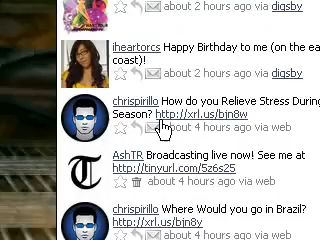 about 2 hours ago via digsby
iheartorcs Happy Birthday to me (on the ea
coast)!
about 2 hours ago via digsby
chrispirillo How do you Relieve Stress During
Season? http://xrl.us/bjn8w
about 4 hours ago via web
AshTR Broadcasting live now! See me at
http://tinyurl.com/5z6s25
about 4 hours ago via web
chrispirillo Where Would you go in Brazil?
http://xrl.us/bjn8y
about 4 hours ago via web